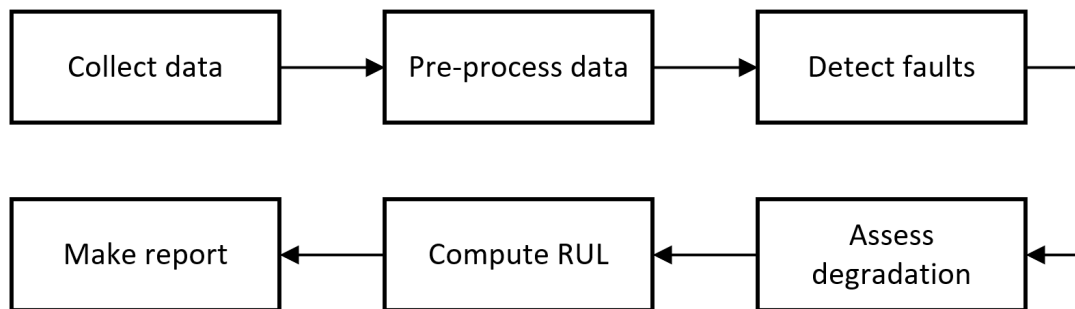 Collect data
Pre-process data
Detect faults
Assess
degradation
Compute RUL
Make report